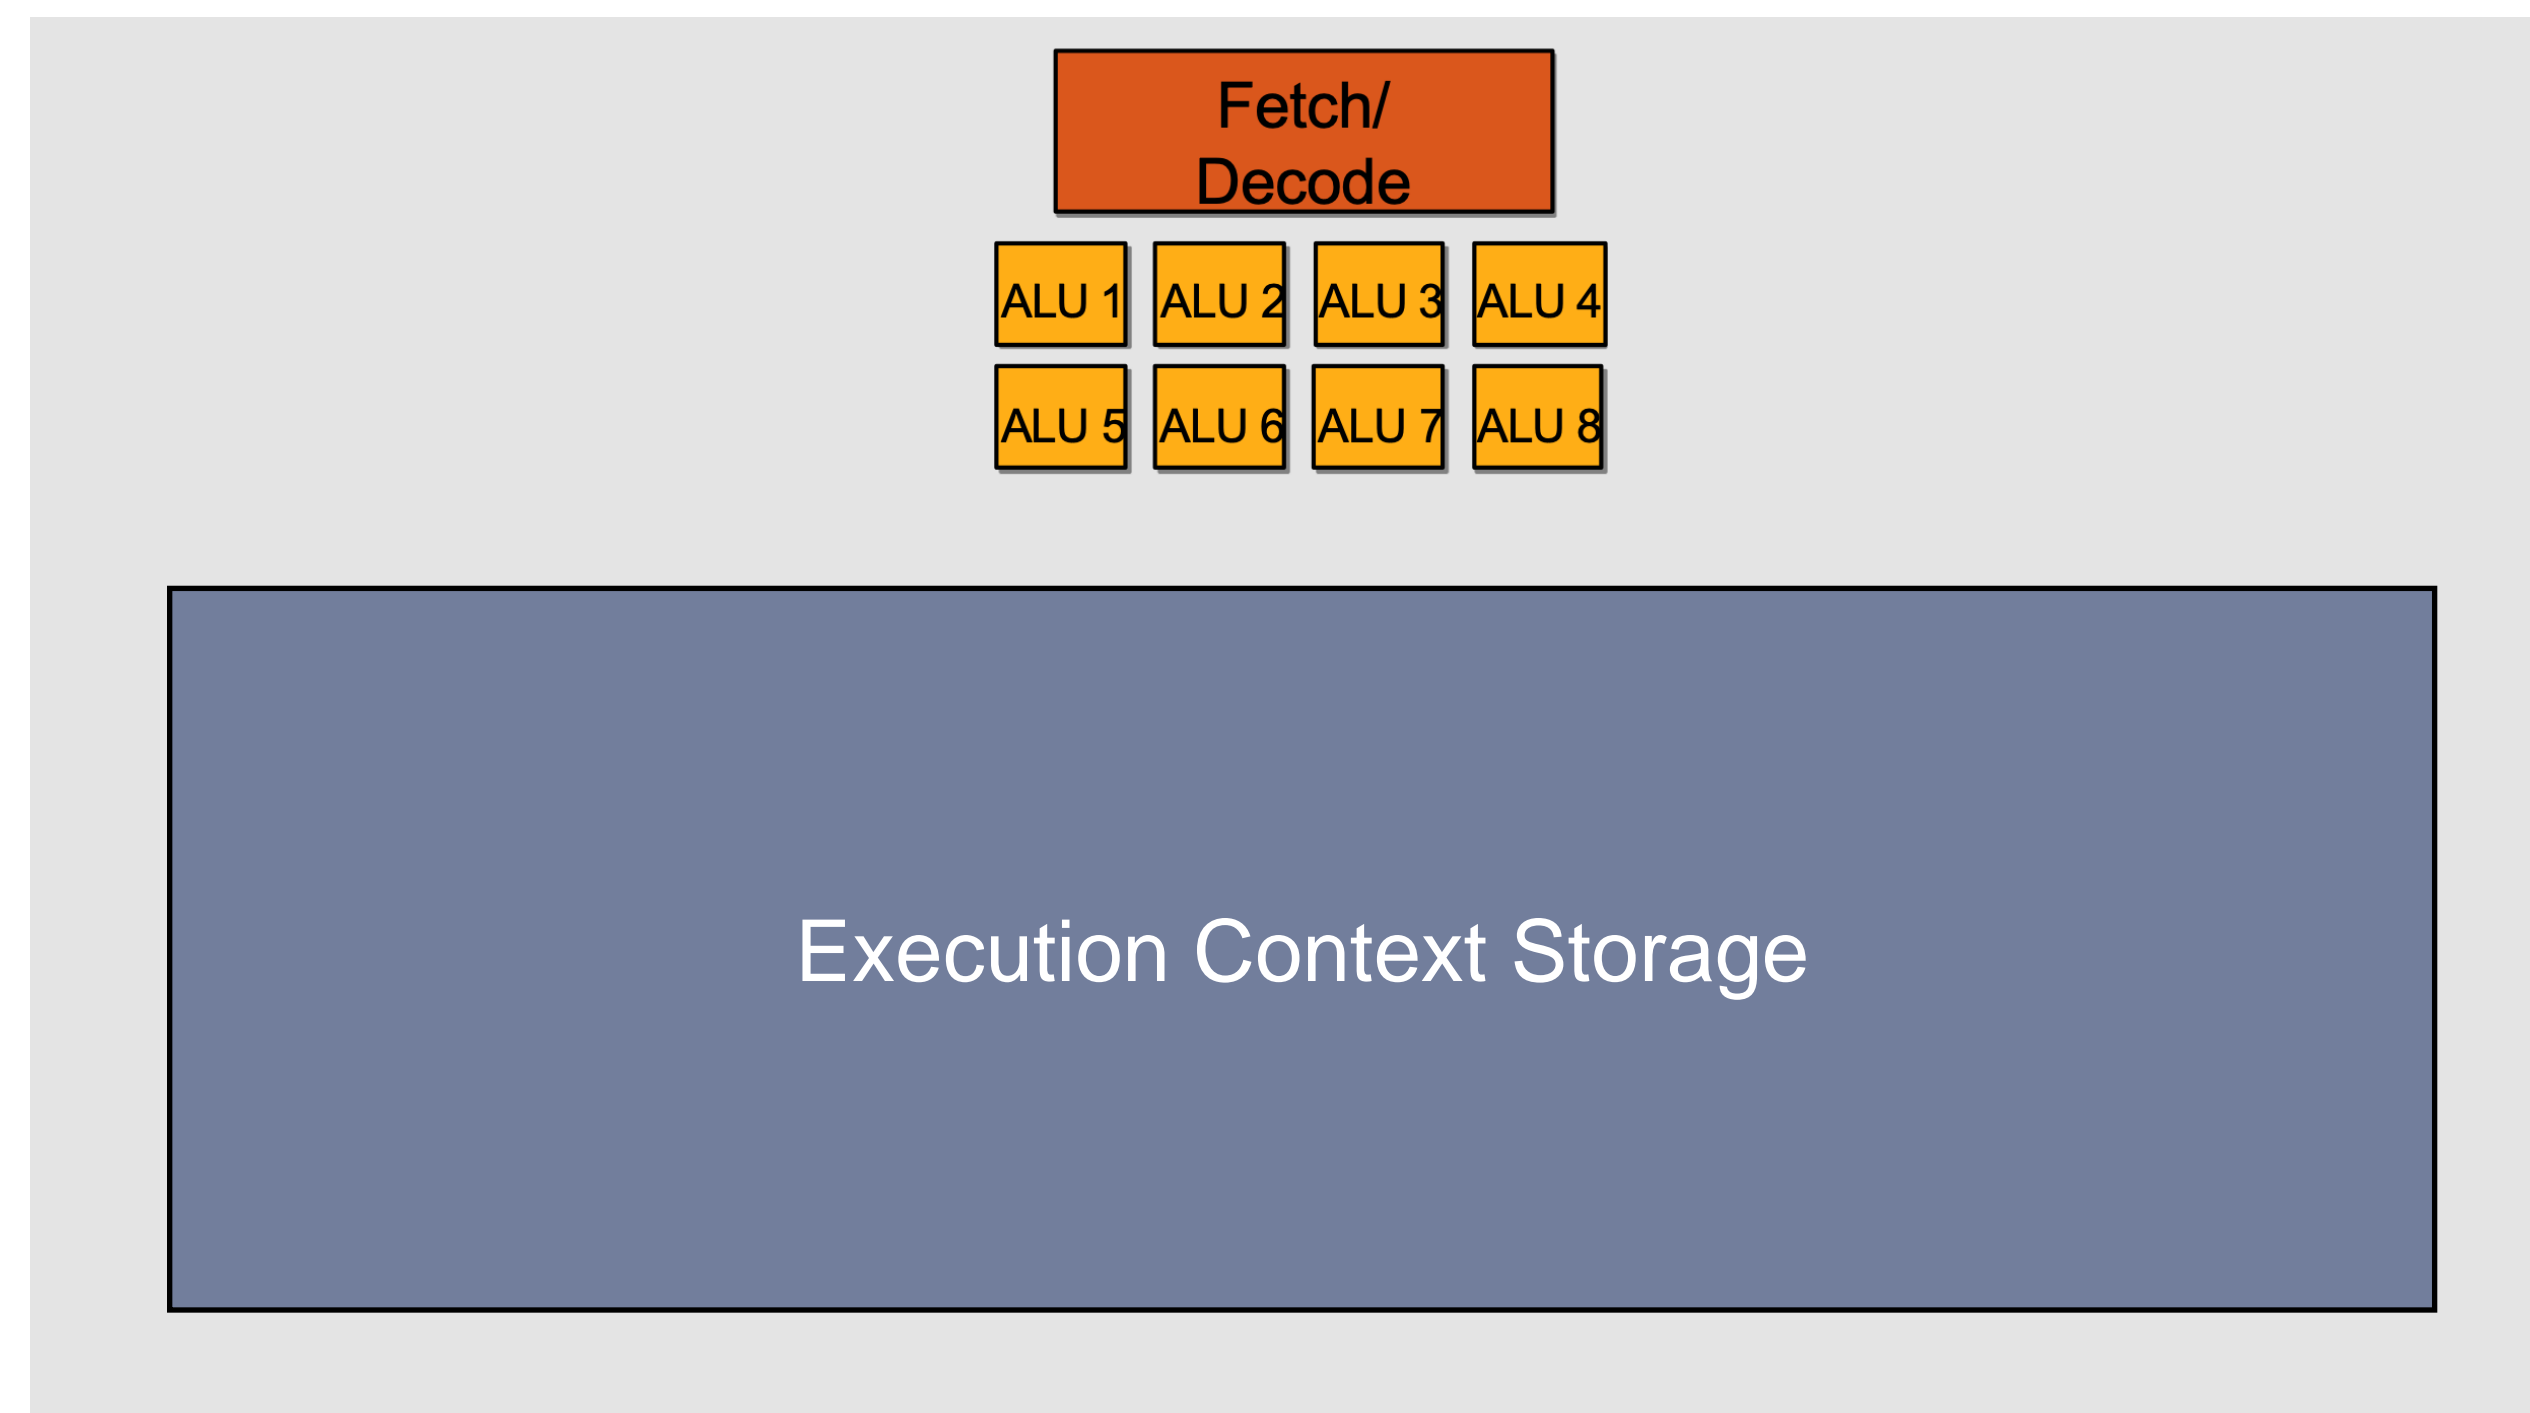 Fetch/
Decode
ALU 1 ALU 2 ALU 3 ALU 4
ALU 5 ALU 6 ALU 7 ALU 8
Execution Context Storage